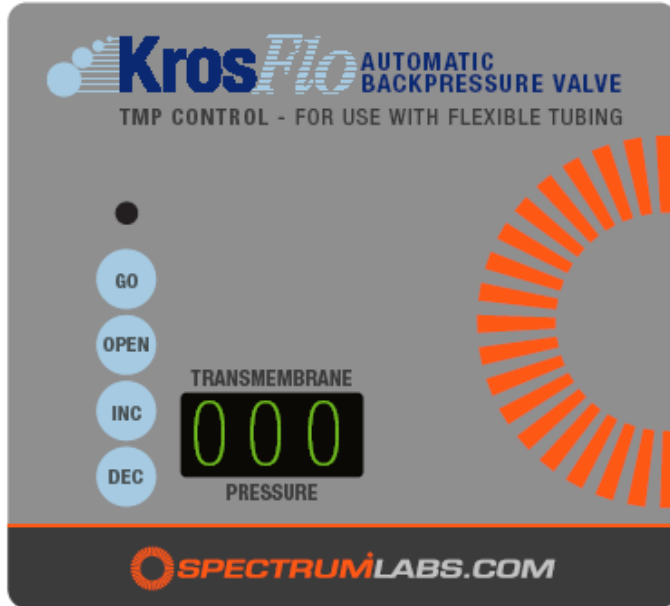 KrosFlo AUTOMATIC
BACKPRESSURE VALVE
TMP CONTROL - FOR USE WITH FLEXIBLE TUBING
GO
OPEN
INC
DEC
TRANSMEMBRANE
000
PRESSURE
SPECTRUMLABS.COM